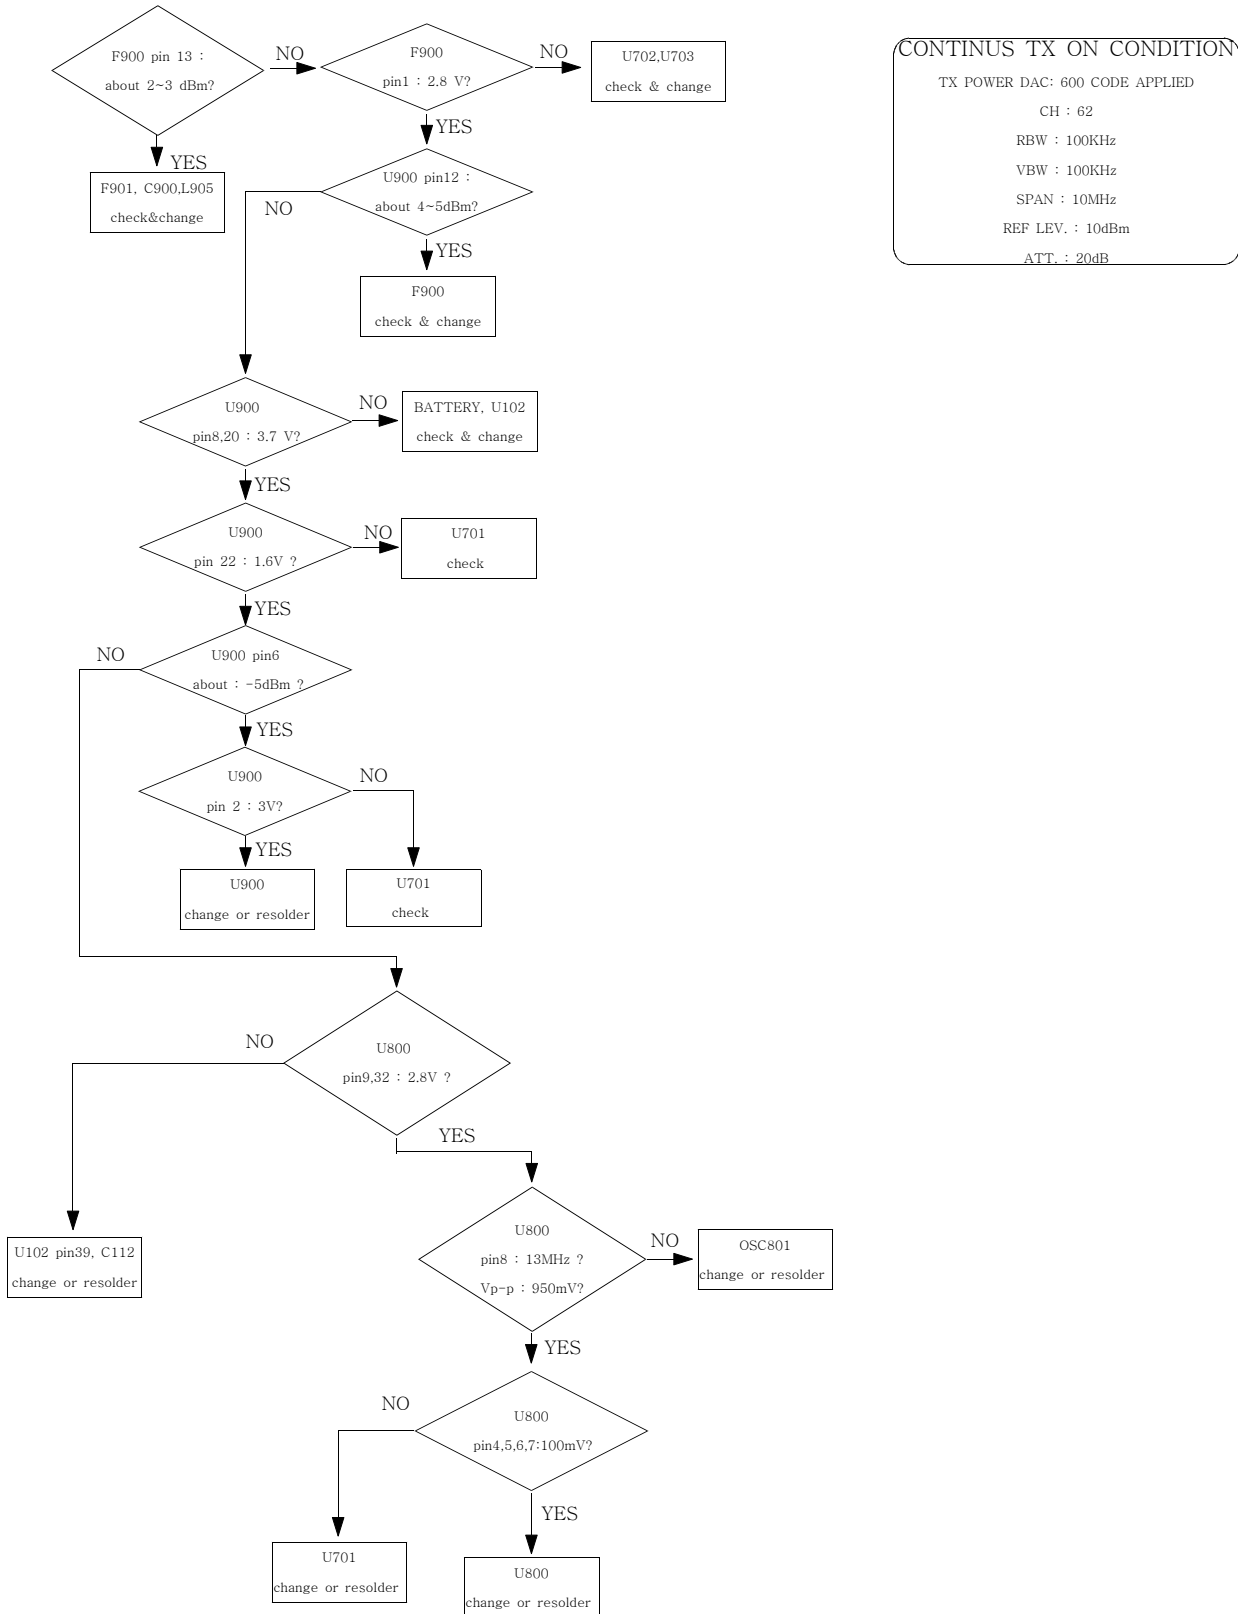 F900 pin 13 :
about 2~3 dBm?
NO
F900
pin1 : 2.8 V?
NO
U702,U703
check & change
YES
F901, C900,L905
check&change
YES
U900 pin12 :
about 4~5dBm?
NO
YES
F900
check & change
CONTINUS TX ON CONDITION
TX POWER DAC: 600 CODE APPLIED
CH : 62
RBW : 100KHz
VBW : 100KHz
SPAN : 10MHz
REF LEV. : 10dBm
ATT. : 20dB
U900
pin8,20 : 3.7 V?
NO
BATTERY, U102
check & change
YES
U900
pin 22 : 1.6V ?
NO
U701
check
YES
U900 pin6
about : -5dBm ?
NO
YES
U900
pin 2 : 3V?
NO
YES
U900
change or resolder
U701
check
U800
pin9,32 : 2.8V ?
NO
YES
U102 pin39, C112
change or resolder
U800
pin8 : 13MHz ?
Vp-p : 950mV?
NO
OSC801
change or resolder
YES
U800
pin4,5,6,7:100mV?
NO
YES
U701
change or resolder
U800
change or resolder